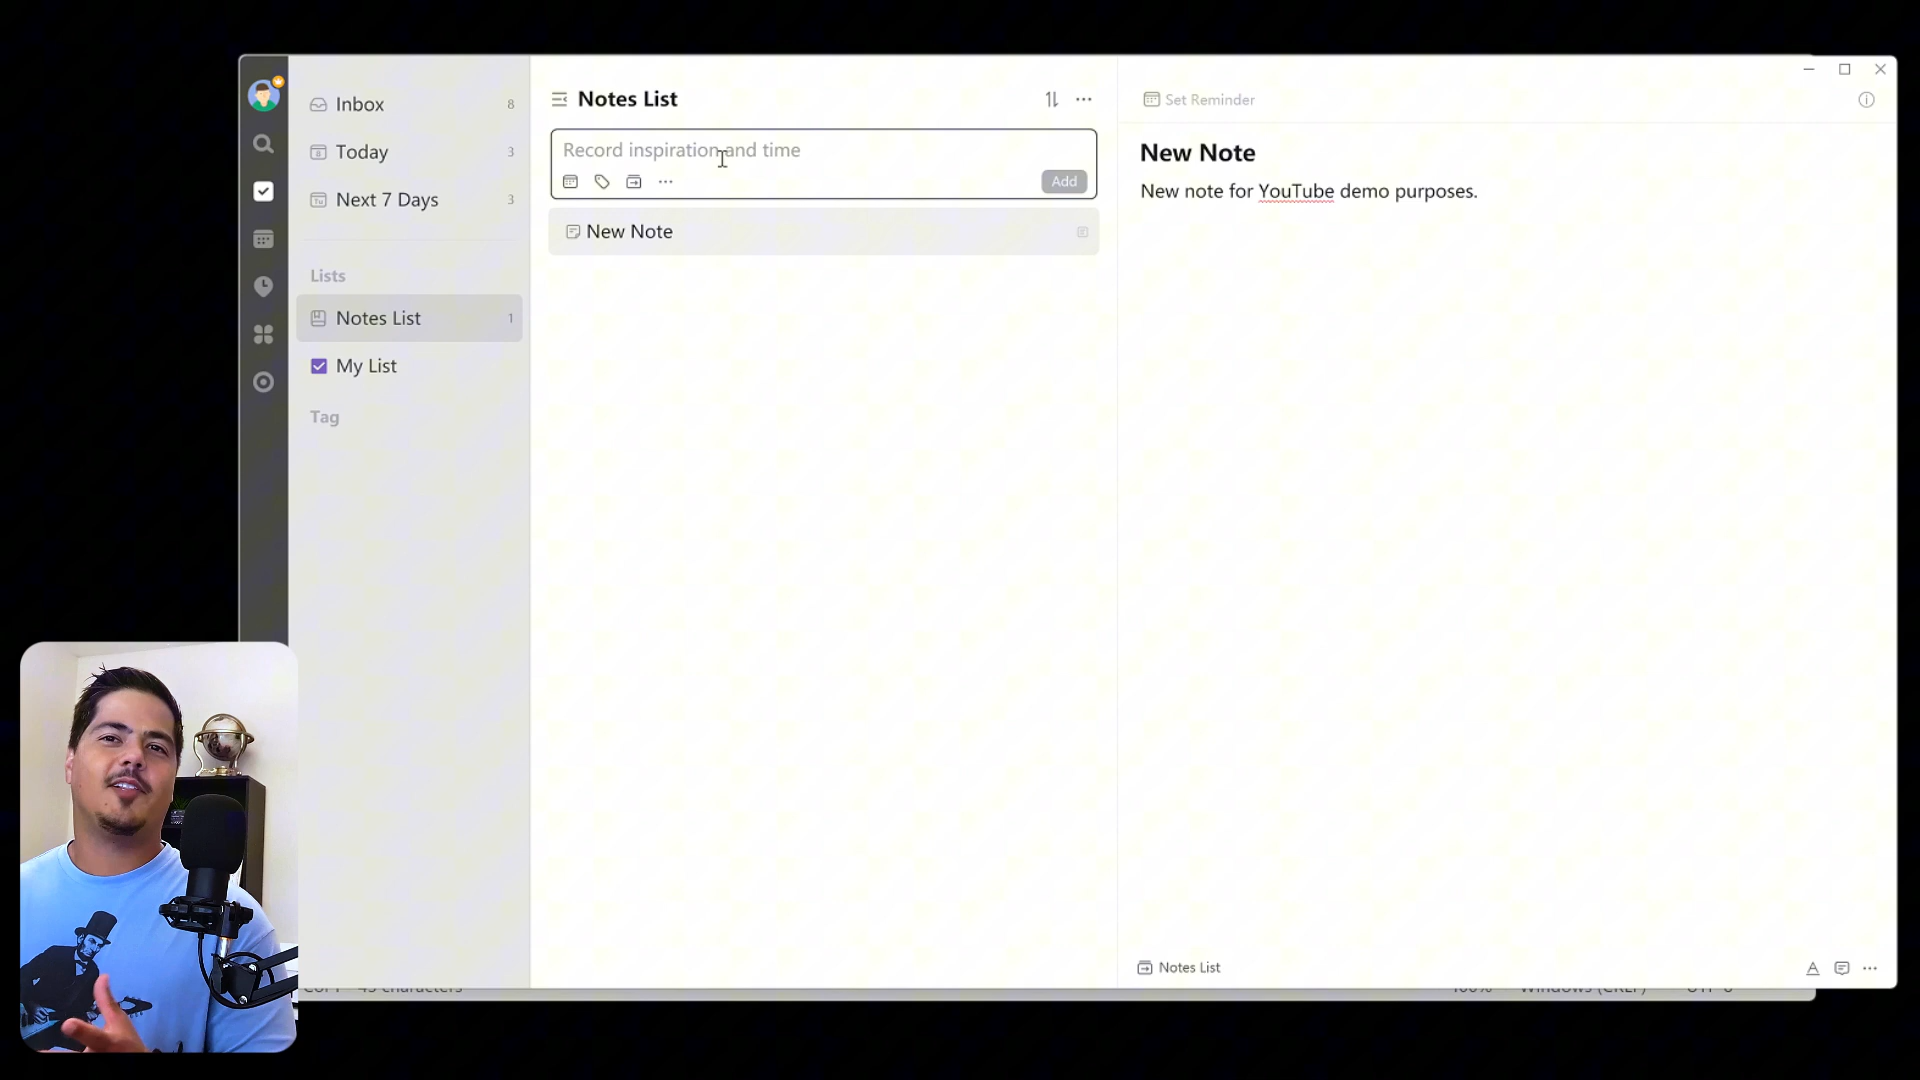 Inbox 8
Today 3
Next 7 Days 3
Lists
Notes List 1
My List
Tag
Notes List
Record inspiration and time
Add
New Note
Set Reminder
New Note
New note for YouTube demo purposes.
Notes List